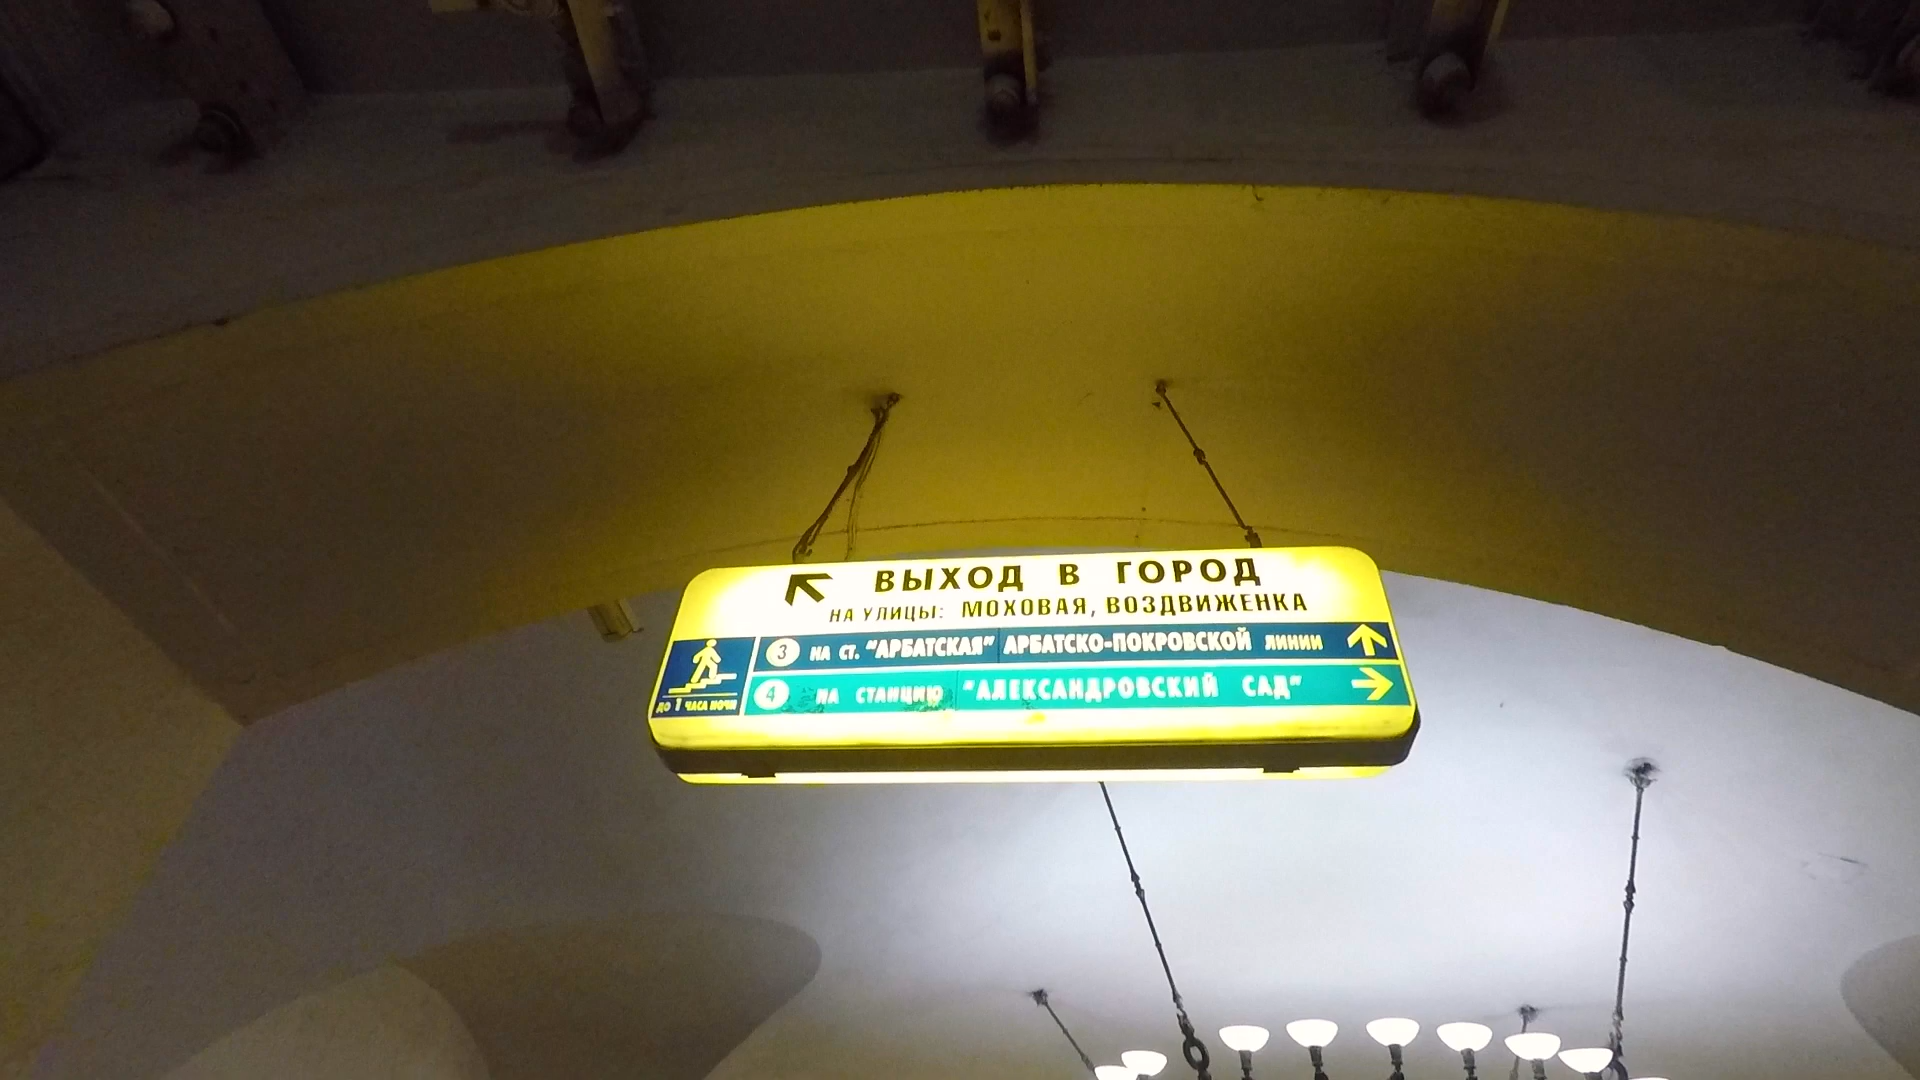 ВЫХОД В ГОРОД
НА УЛИЦЫ: МОХОВАЯ, ВОЗДВИЖЕНКА
3 НА СТ. "АРБАТСКАЯ" АРБАТСКО-ПОКРОВСКОЙ ЛИНИИ
4 НА СТАНЦИЮ "АЛЕКСАНДРОВСКИЙ САД"
ДО 1 ЧАСА НОЧИ